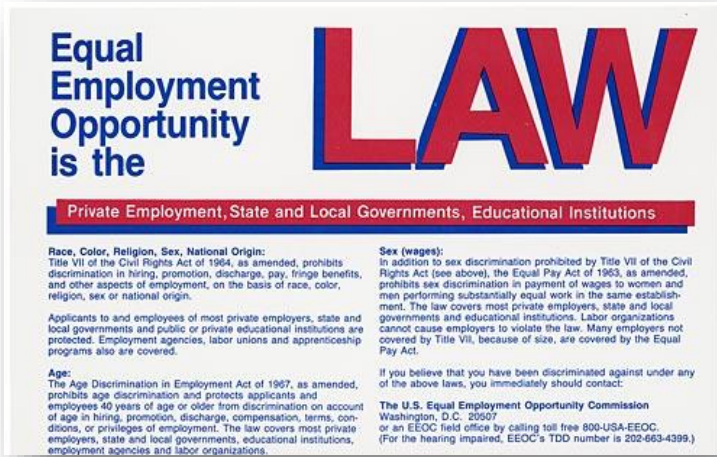 Equal
Employment
Opportunity
is the
LAW
Private Employment, State and Local Governments, Educational Institutions
Race, Color, Religion, Sex, National Origin:
Title VII of the Civil Rights Act of 1964, as amended, prohibits
discrimination in hiring, promotion, discharge, pay, fringe benefits,
and other aspects of employment, on the basis of race, color,
religion, sex or national origin.
Applicants to and employees of most private employers, state and
local governments and public or private educational institutions are
protected. Employment agencies, labor unions and apprenticeship
programs also are covered.
Age:
The Age Discrimination in Employment Act of 1967, as amended,
prohibits age discrimination and protects applicants and
employees 40 years of age or older from discrimination on account
of age in hiring, promotion, discharge, compensation, terms, con-
ditions, or privileges of employment. The law covers most private
employers, state and local governments, educational institutions,
employment agencies and labor organizations.
Sex (wages):
In addition to sex discrimination prohibited by Title VII of the Civil
Rights Act (see above), the Equal Pay Act of 1963, as amended,
prohibits sex discrimination in payment of wages to women and
men performing substantially equal work in the same establish-
ment. The law covers most private employers, state and local
governments and educational institutions. Labor organizations
cannot cause employers to violate the law. Many employers not
covered by Title VII, because of size, are covered by the Equal
Pay Act.
If you believe that you have been discriminated against under any
of the above laws, you immediately should contact:
The U.S. Equal Employment Opportunity Commission
Washington, D.C. 20507
or an EEOC field office by calling toll free 800-USA-EEOC.
(For the hearing impaired, EEOC's TDD number is 202-663-4399.)